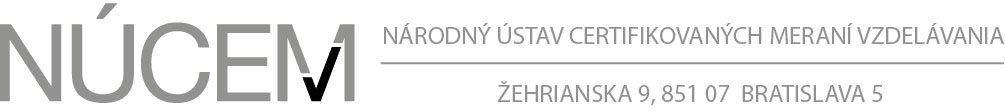 NÚCEM
NÁRODNÝ ÚSTAV CERTIFIKOVANÝCH MERANÍ VZDELÁVANIA
ŽEHRIANSKA 9, 851 07 BRATISLAVA 5